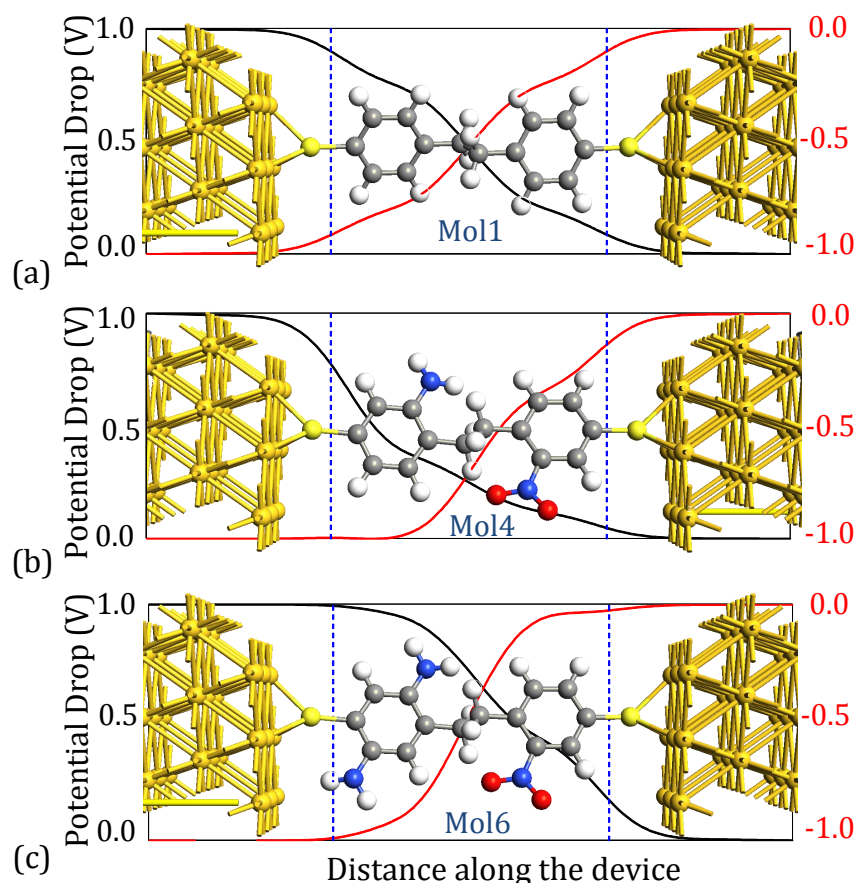 Potential Drop (V)
1.0
0.5
0.0
-0.0
-0.5
-1.0
Mol1
(a)
Potential Drop (V)
1.0
0.5
0.0
0.0
-0.5
-1.0
Mol4
(b)
Potential Drop (V)
1.0
0.5
0.0
-0.0
-0.5
-1.0
Mol6
(c)
Distance along the device